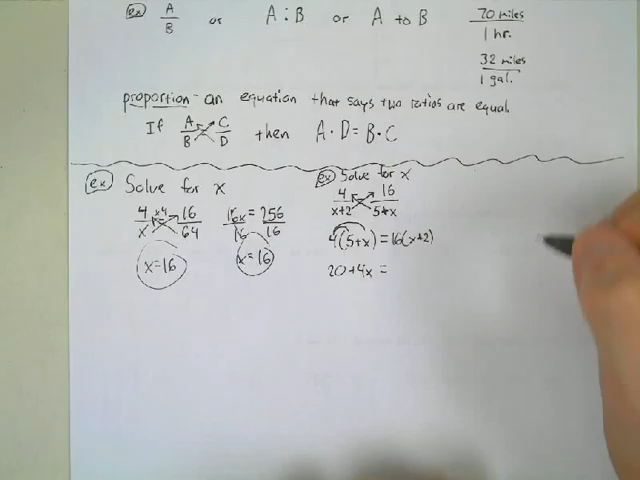 ex A/B or A:B or A to B 70 miles/1 hr.
32 miles/1 gal.
proportion - an equation that says two ratios are equal.
If A/B = C/D then A·D = B·C
ex Solve for x
4/x = 16/64 x4
16x = 256
16 16
x=16
x=16
ex Solve for x
4/x+2 = 16/5+x
4(5+x) = 16(x+2)
20+4x =